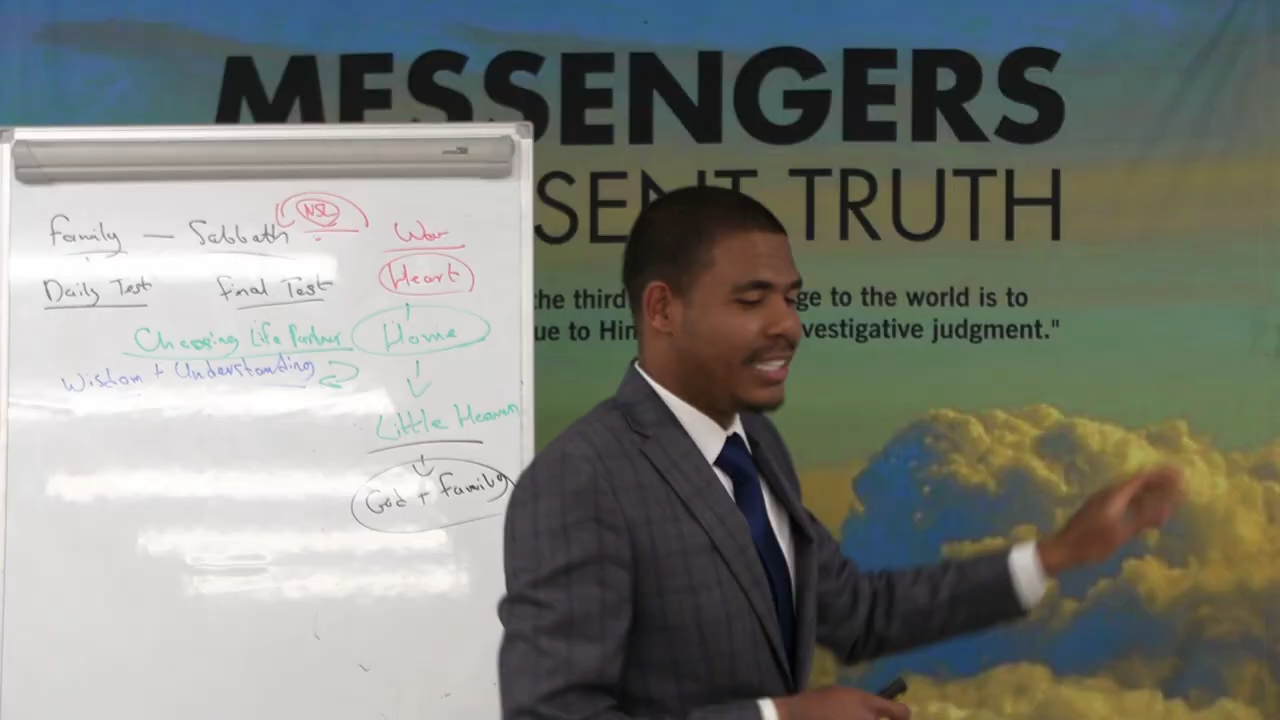 MESSENGERS
SENT TRUTH
the third ge to the world is to
ue to Him vestigative judgment."
NSL
Family — Sabbath War
Daily Test Final Test Heart
Choosing Life Partner Home
Wisdom + Understanding
Little Heaven
God + Family